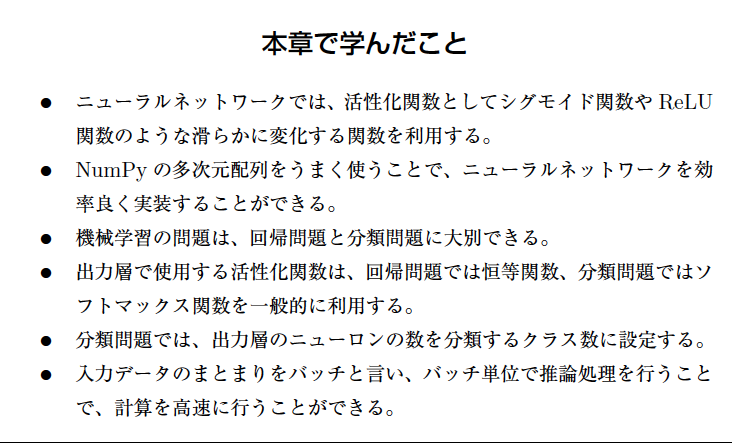 本章で学んだこと
● ニューラルネットワークでは、活性化関数としてシグモイド関数や ReLU
関数のような滑らかに変化する関数を利用する。
● NumPy の多次元配列をうまく使うことで、ニューラルネットワークを効
率良く実装することができる。
● 機械学習の問題は、回帰問題と分類問題に大別できる。
● 出力層で使用する活性化関数は、回帰問題では恒等関数、分類問題ではソ
フトマックス関数を一般的に利用する。
● 分類問題では、出力層のニューロンの数を分類するクラス数に設定する。
● 入力データのまとまりをバッチと言い、バッチ単位で推論処理を行うこと
で、計算を高速に行うことができる。